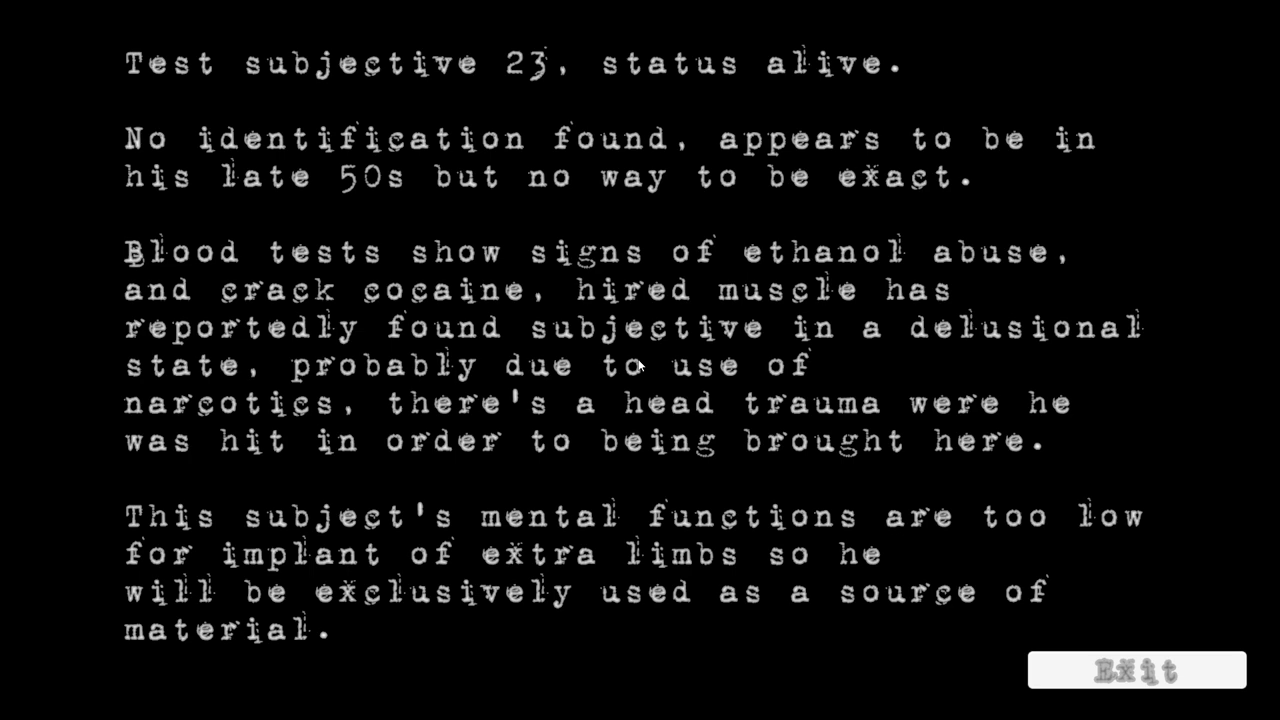 Test subjective 23, status alive.
No identification found, appears to be in
his late 50s but no way to be exact.
Blood tests show signs of ethanol abuse,
and crack cocaine, hired muscle has
reportedly found subjective in a delusional
state, probably due to use of
narcotics, there's a head trauma were he
was hit in order to being brought here.
This subject's mental functions are too low
for implant of extra limbs so he
will be exclusively used as a source of
material.
Exit